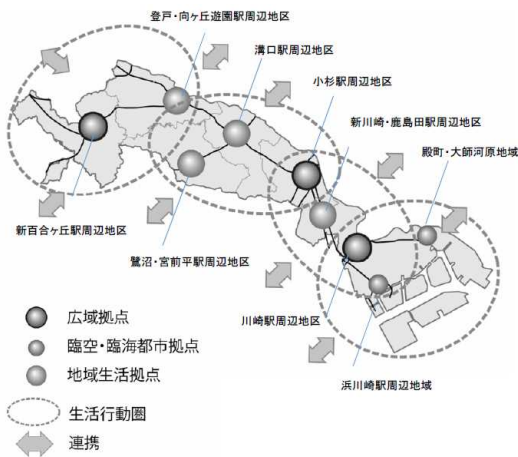 登戸・向ヶ丘遊園駅周辺地区
溝口駅周辺地区
小杉駅周辺地区
新川崎・鹿島田駅周辺地区
殿町・大師河原地域
新百合ヶ丘駅周辺地区
鷺沼・宮前平駅周辺地区
川崎駅周辺地区
浜川崎駅周辺地域
広域拠点
臨空・臨海都市拠点
地域生活拠点
生活行動圏
連携